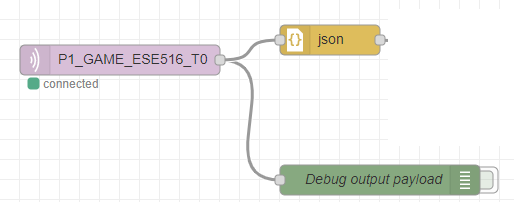 json
P1_GAME_ESE516_T0
connected
Debug output payload